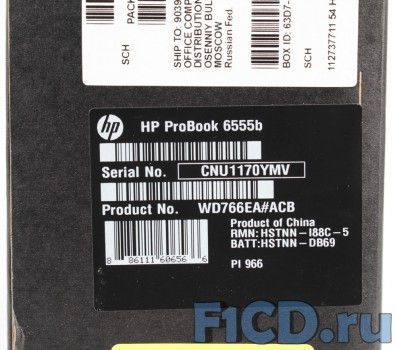 PACK
SCH
SHIP TO: 9039
OFFICE COMP
DISTRIBUTION
OSENNIY BUL
MOSCOW
Russian Fed
SCH
BOX ID: 63D7-
112737711 54 H
hp
HP ProBook 6555b
Serial No. CNU1170YMV
Product No. WD766EA#ACB
Product of China
RMN:HSTNN-I88C-5
BATT:HSTNN-DB69
8 86111 60656 6
PI 966
F1CD.ru